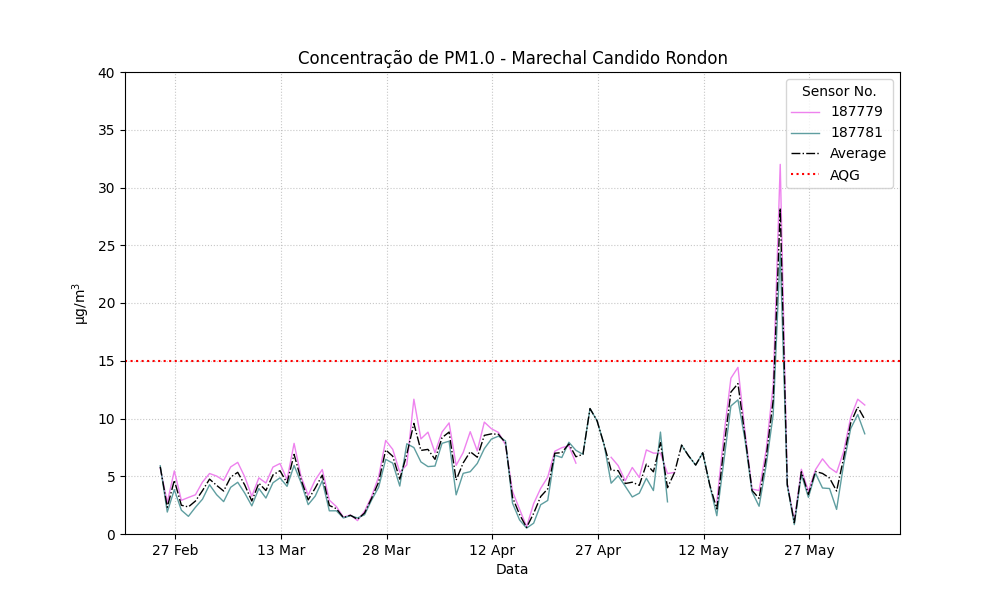 Concentração de PM1.0 - Marechal Candido Rondon
40
35
30
25
20
15
10
5
0
µg/m³
Sensor No.
187779
187781
Average
AQG
27 Feb
13 Mar
28 Mar
12 Apr
27 Apr
12 May
27 May
Data